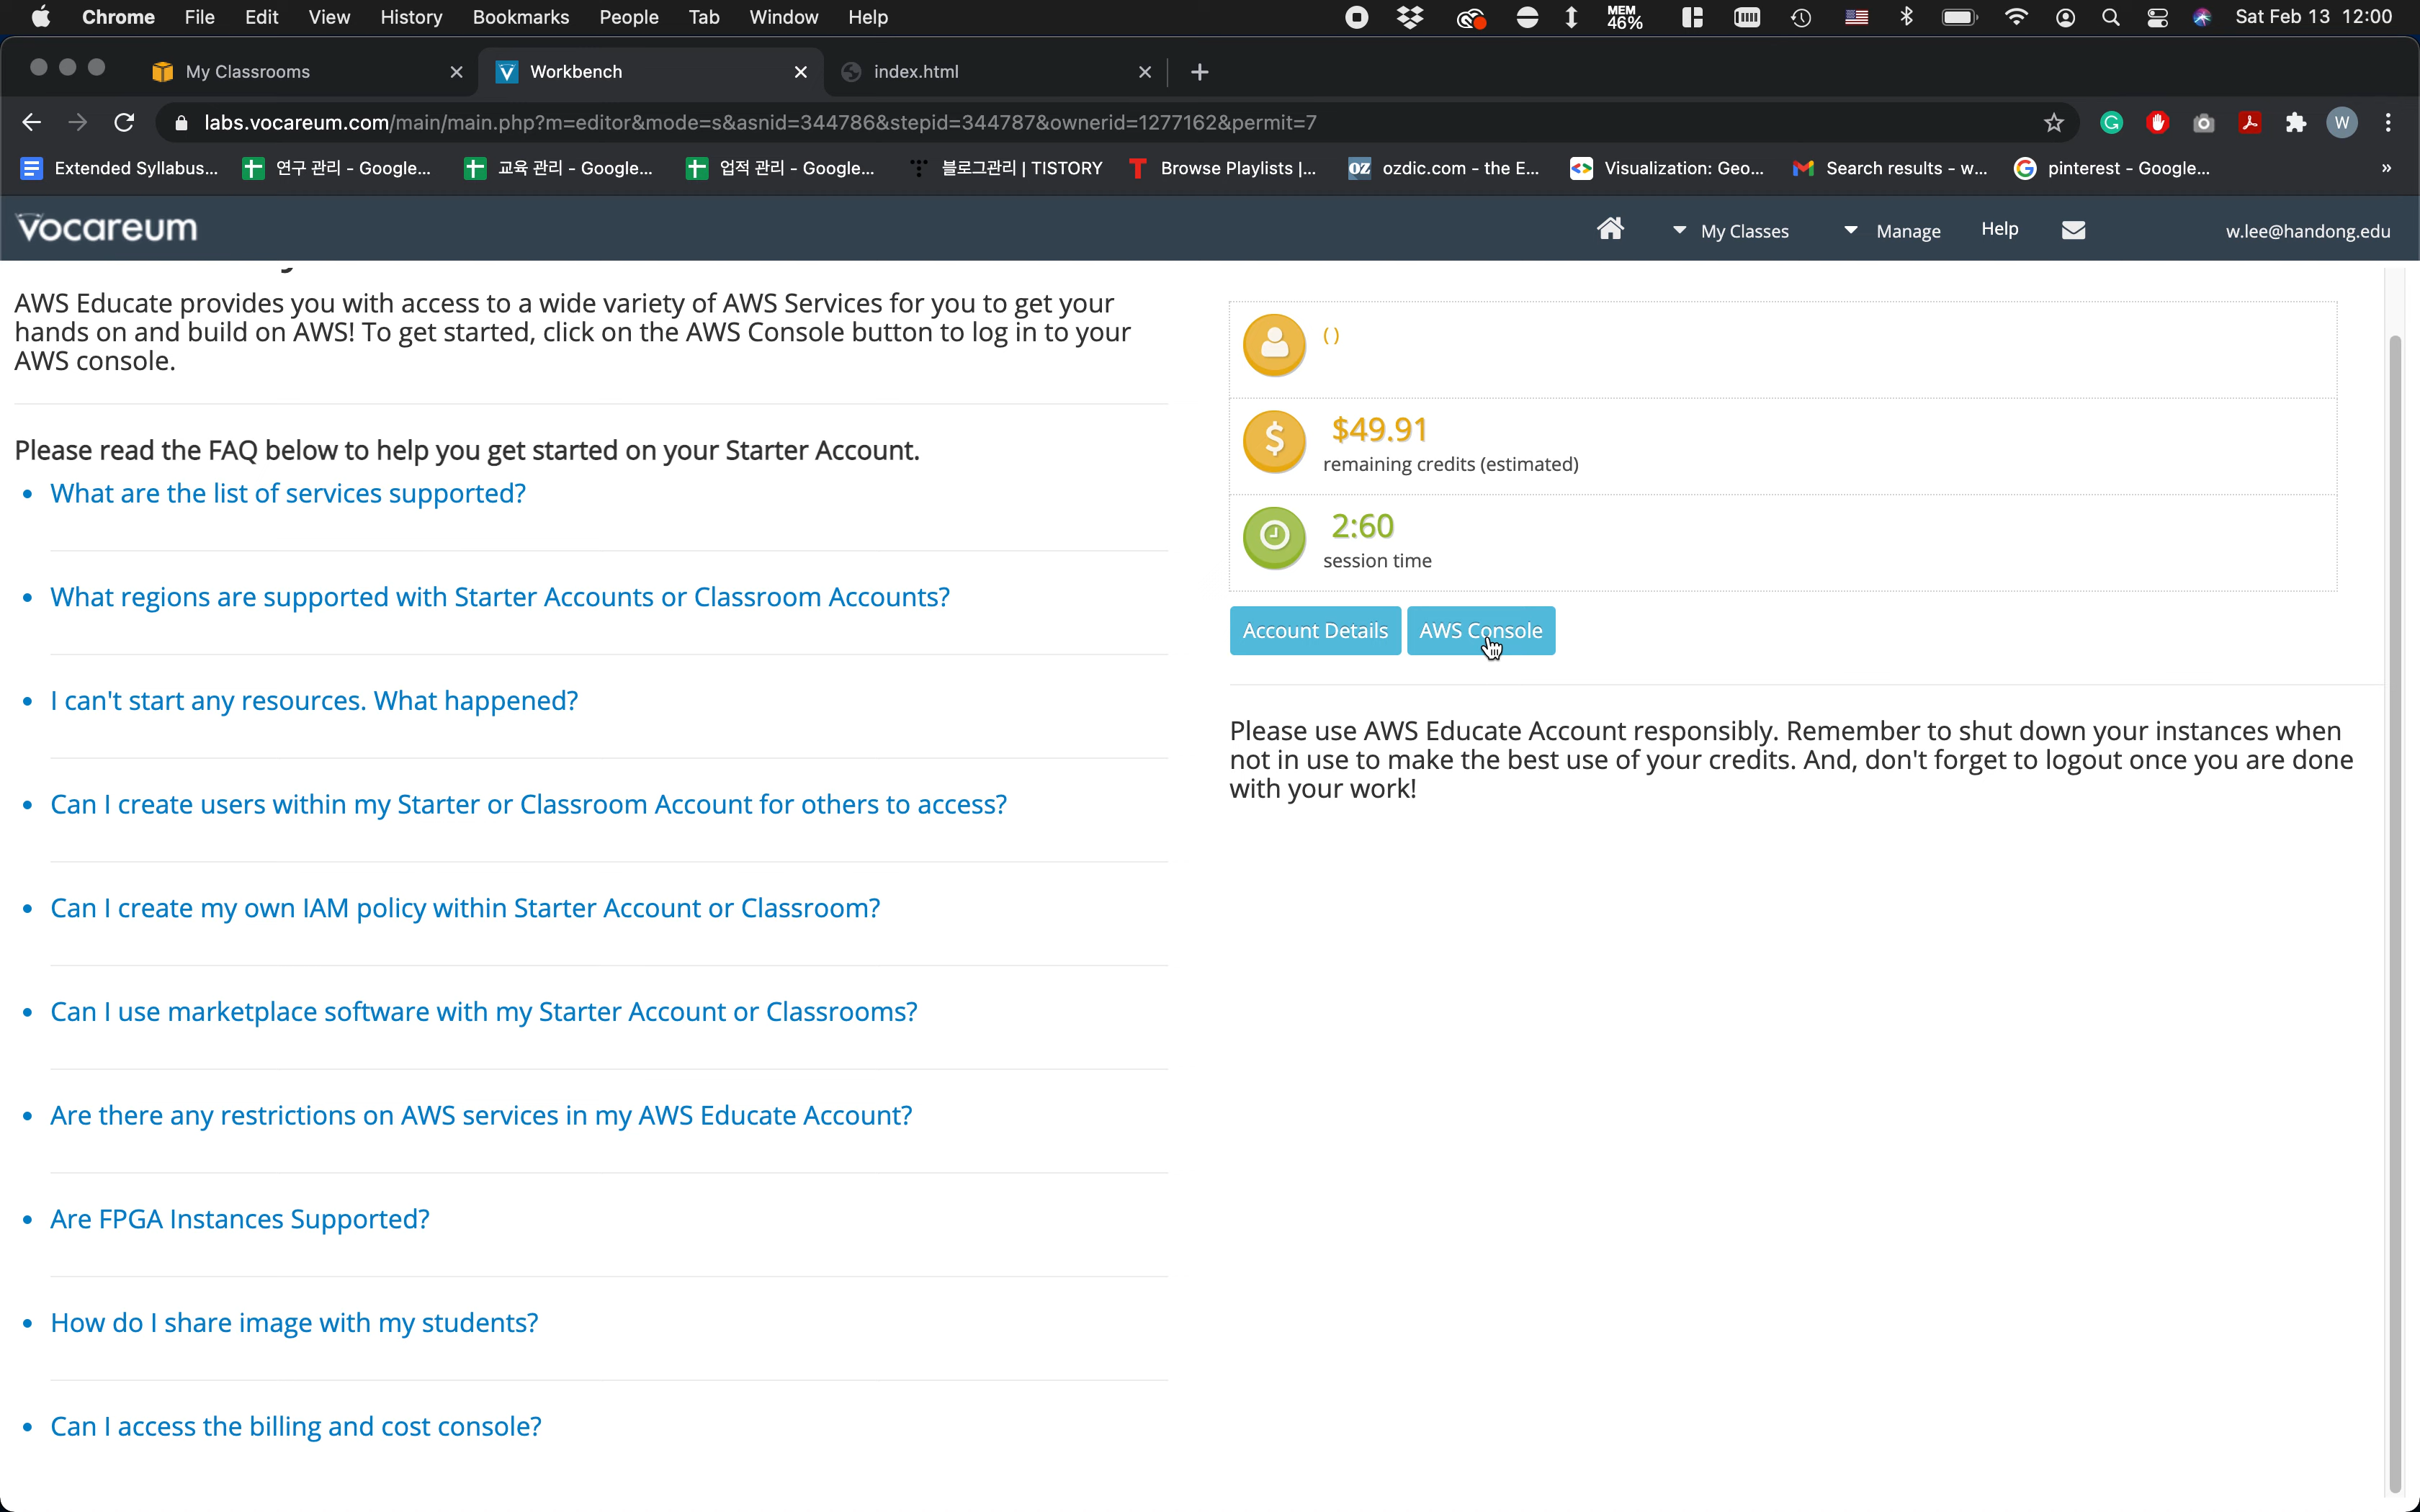 Chrome File Edit View History Bookmarks People Tab Window Help MEM 46% Sat Feb 13 12:00
My Classrooms Workbench index.html
labs.vocareum.com/main/main.php?m=editor&mode=s&asnid=344786&stepid=344787&ownerid=1277162&permit=7 W
Extended Syllabus... 연구 관리 - Google... 교육 관리 - Google... 업적 관리 - Google... 블로그관리 | TISTORY Browse Playlists |... oz ozdic.com - the E... Visualization: Geo... Search results - w... pinterest - Google... »
Vocareum My Classes Manage Help w.lee@handong.edu
AWS Educate provides you with access to a wide variety of AWS Services for you to get your
hands on and build on AWS! To get started, click on the AWS Console button to log in to your
AWS console.
Please read the FAQ below to help you get started on your Starter Account.
• What are the list of services supported?
• What regions are supported with Starter Accounts or Classroom Accounts?
• I can't start any resources. What happened?
• Can I create users within my Starter or Classroom Account for others to access?
• Can I create my own IAM policy within Starter Account or Classroom?
• Can I use marketplace software with my Starter Account or Classrooms?
• Are there any restrictions on AWS services in my AWS Educate Account?
• Are FPGA Instances Supported?
• How do I share image with my students?
• Can I access the billing and cost console?
( )
$ $49.91
remaining credits (estimated)
2:60
session time
Account Details AWS Console
Please use AWS Educate Account responsibly. Remember to shut down your instances when
not in use to make the best use of your credits. And, don't forget to logout once you are done
with your work!